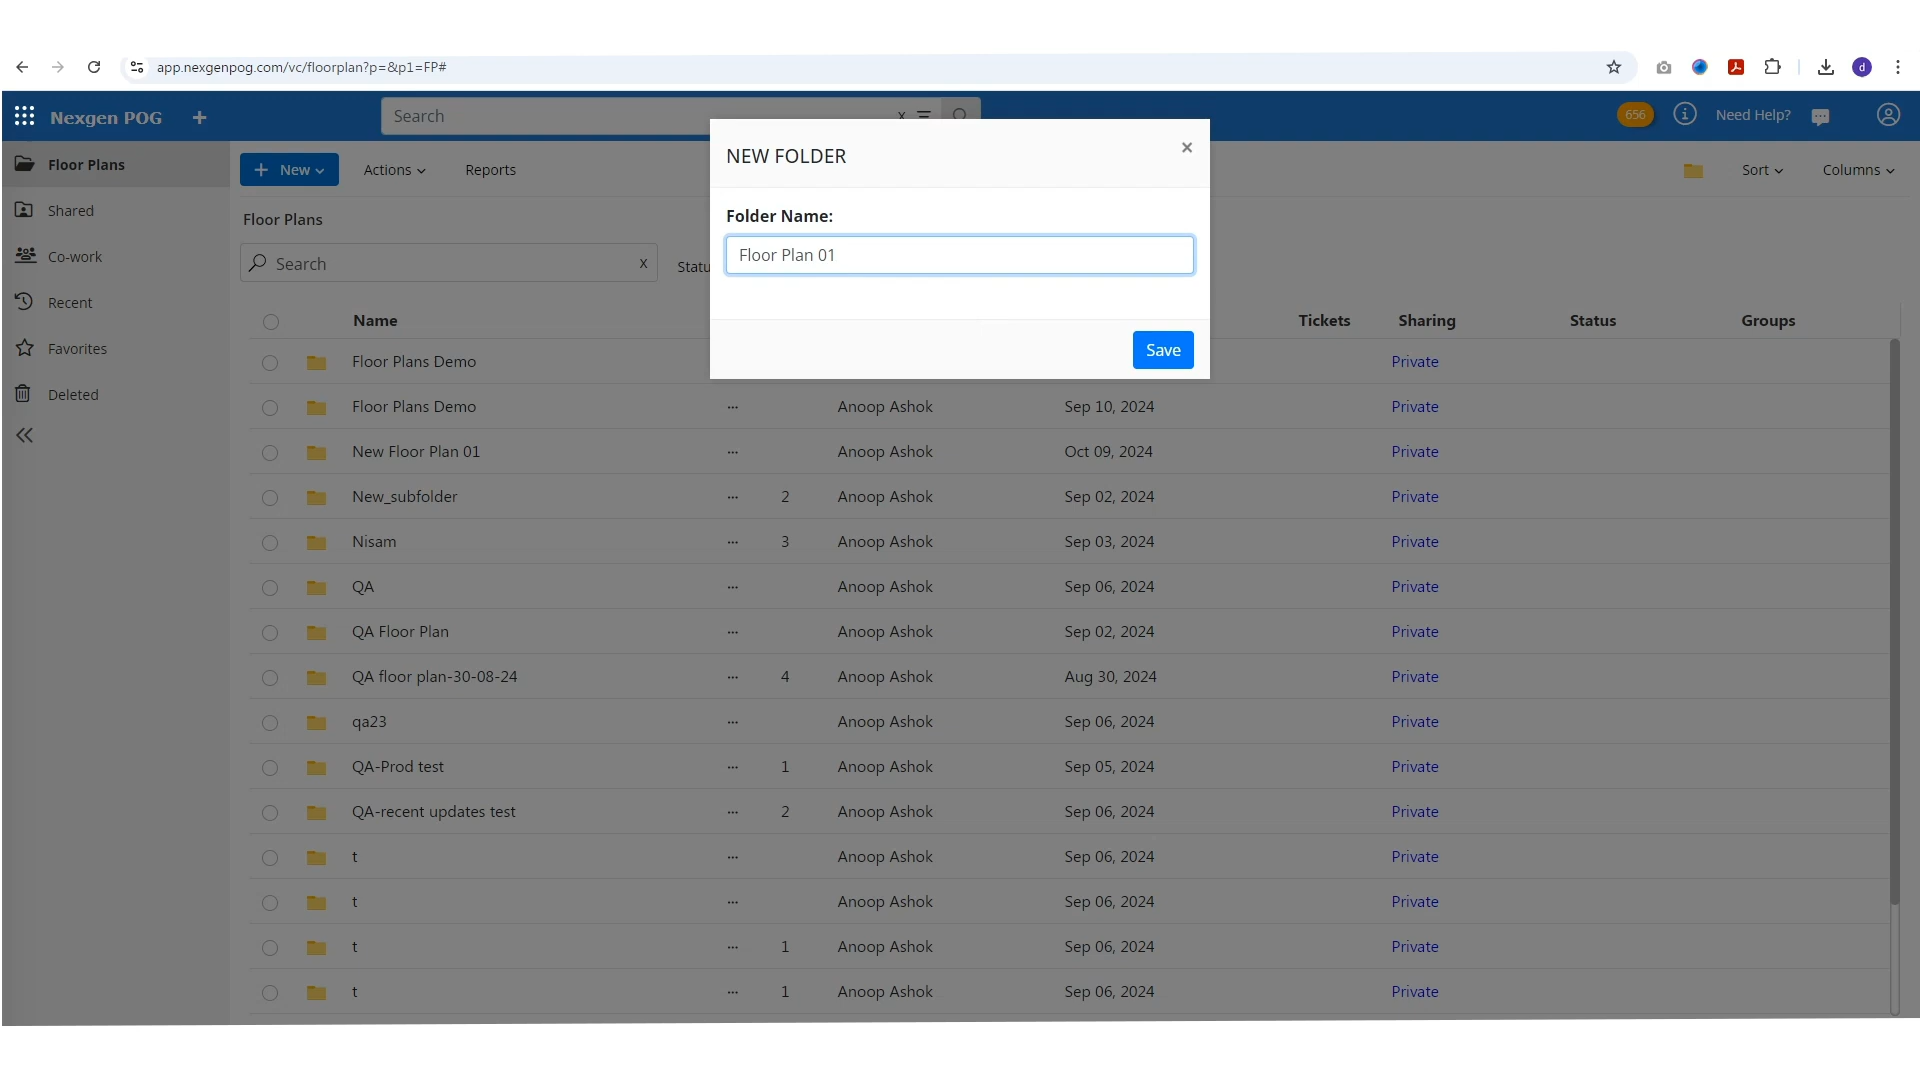 app.nexgenpog.com/vc/floorplan?p=&p1=FP#
d
Nexgen POG
Search
x
656
Need Help?
Floor Plans
Shared
Co-work
Recent
Favorites
Deleted
New
Actions
Reports
Sort
Columns
Floor Plans
Search
x
Statu
NEW FOLDER
×
Folder Name:
Floor Plan 01
Save
Name Tickets Sharing Status Groups
Floor Plans Demo Private
Floor Plans Demo ... Anoop Ashok Sep 10, 2024 Private
New Floor Plan 01 ... Anoop Ashok Oct 09, 2024 Private
New_subfolder ... 2 Anoop Ashok Sep 02, 2024 Private
Nisam ... 3 Anoop Ashok Sep 03, 2024 Private
QA ... Anoop Ashok Sep 06, 2024 Private
QA Floor Plan ... Anoop Ashok Sep 02, 2024 Private
QA floor plan-30-08-24 ... 4 Anoop Ashok Aug 30, 2024 Private
qa23 ... Anoop Ashok Sep 06, 2024 Private
QA-Prod test ... 1 Anoop Ashok Sep 05, 2024 Private
QA-recent updates test ... 2 Anoop Ashok Sep 06, 2024 Private
t ... Anoop Ashok Sep 06, 2024 Private
t ... Anoop Ashok Sep 06, 2024 Private
t ... 1 Anoop Ashok Sep 06, 2024 Private
t ... 1 Anoop Ashok Sep 06, 2024 Private